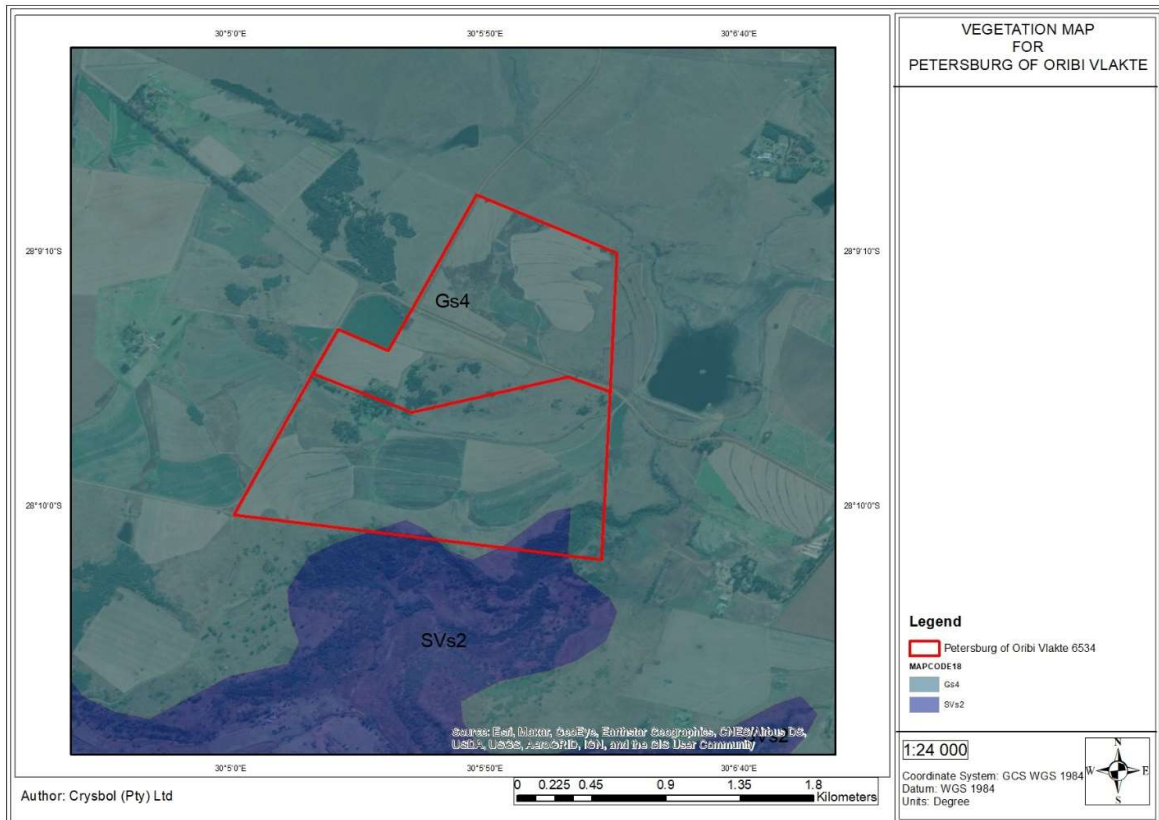 VEGETATION MAP
FOR
PETERSBURG OF ORIBI VLAKTE
30°5'0"E 30°5'50"E 30°6'40"E
28°9'10"S 28°9'10"S
Gs4
28°10'0"S 28°10'0"S
SVs2
SVs2
Source: Esri, Maxar, GeoEye, Earthstar Geographics, CNES/Airbus DS,
USDA, USGS, AeroGRID, IGN, and the GIS User Community
30°5'0"E 30°5'50"E 30°6'40"E
Author: Crysbol (Pty) Ltd
0 0.225 0.45 0.9 1.35 1.8
Kilometers
Legend
Petersburg of Oribi Vlakte 6534
MAPCODE18
Gs4
SVs2
1:24 000
Coordinate System: GCS WGS 1984
Datum: WGS 1984
Units: Degree
N
W E
S